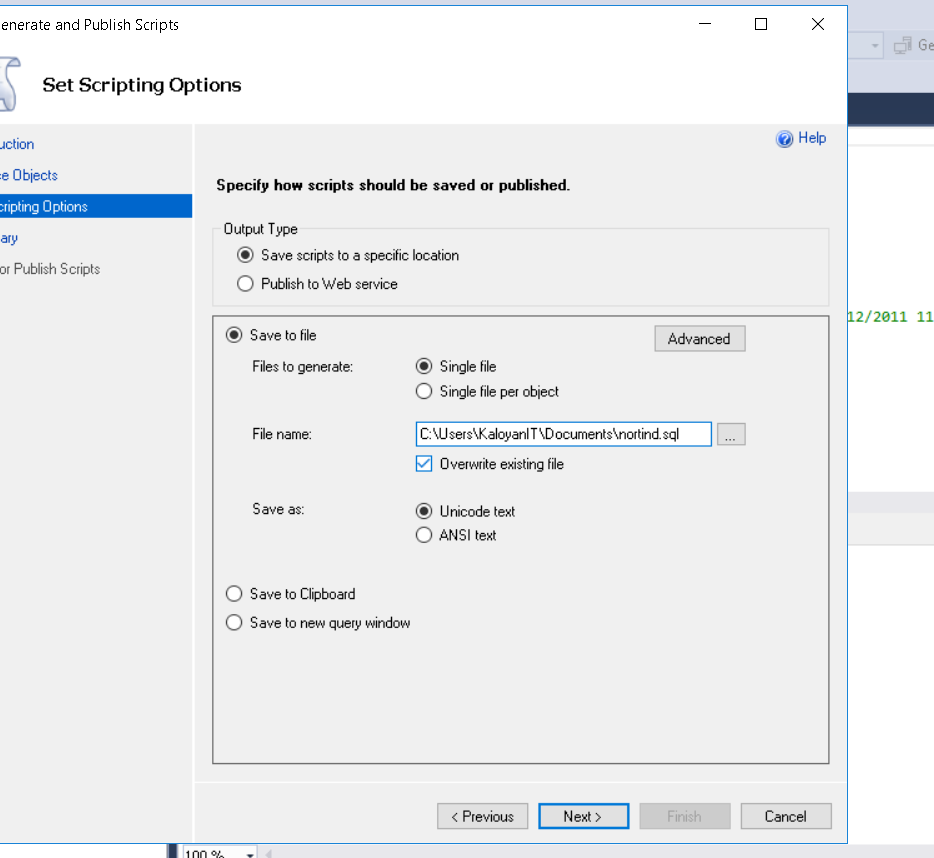 enerate and Publish Scripts
Ge
Set Scripting Options
uction
Help
e Objects
Specify how scripts should be saved or published.
cripting Options
Output Type
ary
Save scripts to a specific location
or Publish Scripts
Publish to Web service
12/2011 11
Save to file
Advanced
Files to generate:
Single file
Single file per object
File name:
C:\Users\KaloyanIT\Documents\nortind.sql
...
Overwrite existing file
Save as:
Unicode text
ANSI text
Save to Clipboard
Save to new query window
< Previous
Next >
Finish
Cancel
100 %